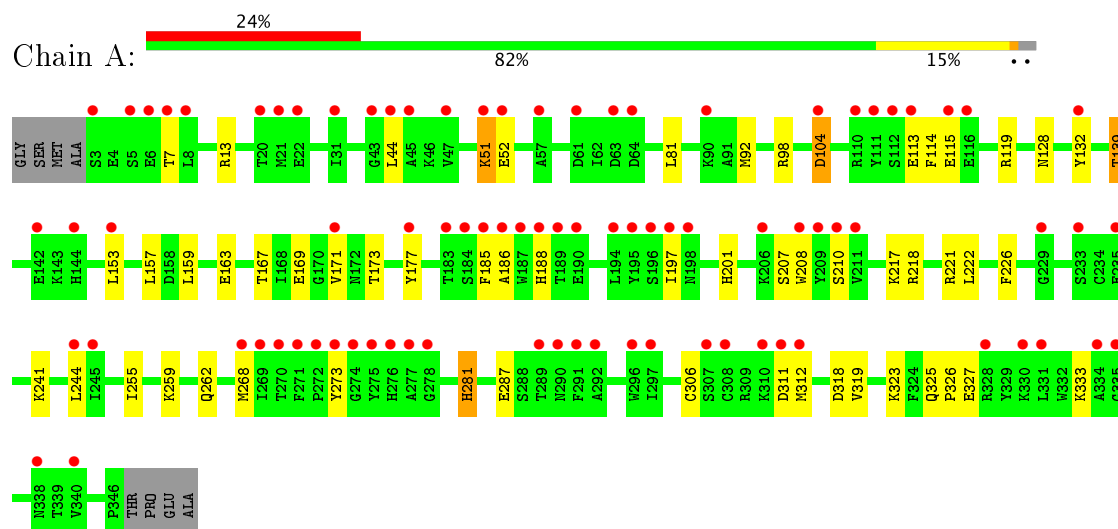 24%
Chain A:
82% 15%
GLY SER MET ALA S3 E4 S5 E6 T7 L8 R13 T20 M21 E22 I31 G43 L44 A45 K46 V47 K51 E52 A57 D61 I62 D63 D64 L81 K90 A91 M92 R98 D104 R110 Y111 S112 E113 F114 E115 E116 R119 N128 Y132
E142 K143 H144 L153 L157 D158 L159 E163 T167 I168 E169 G170 V171 N172 T173 Y177 T183 S184 F185 A186 W187 H188 T189 E190 L194 Y195 S196 I197 N198 H201 K206 S207 W208 Y209 S210 V211 K217 R218 R221 L222 F226 G229 S233 C234
K241 L244 I245 I255 K259 Q262 M268 I269 T270 F271 P272 Y273 G274 Y275 H276 A277 G278 H281 E287 S288 T289 N290 F291 A292 W296 I297 C306 S307 C308 R309 K310 D311 M312 D318 V319 K323 F324 Q325 P326 E327 R328 Y329 K330 L331 W332 K333 A334
N338 T339 V340 P346 THR PRO GLU ALA